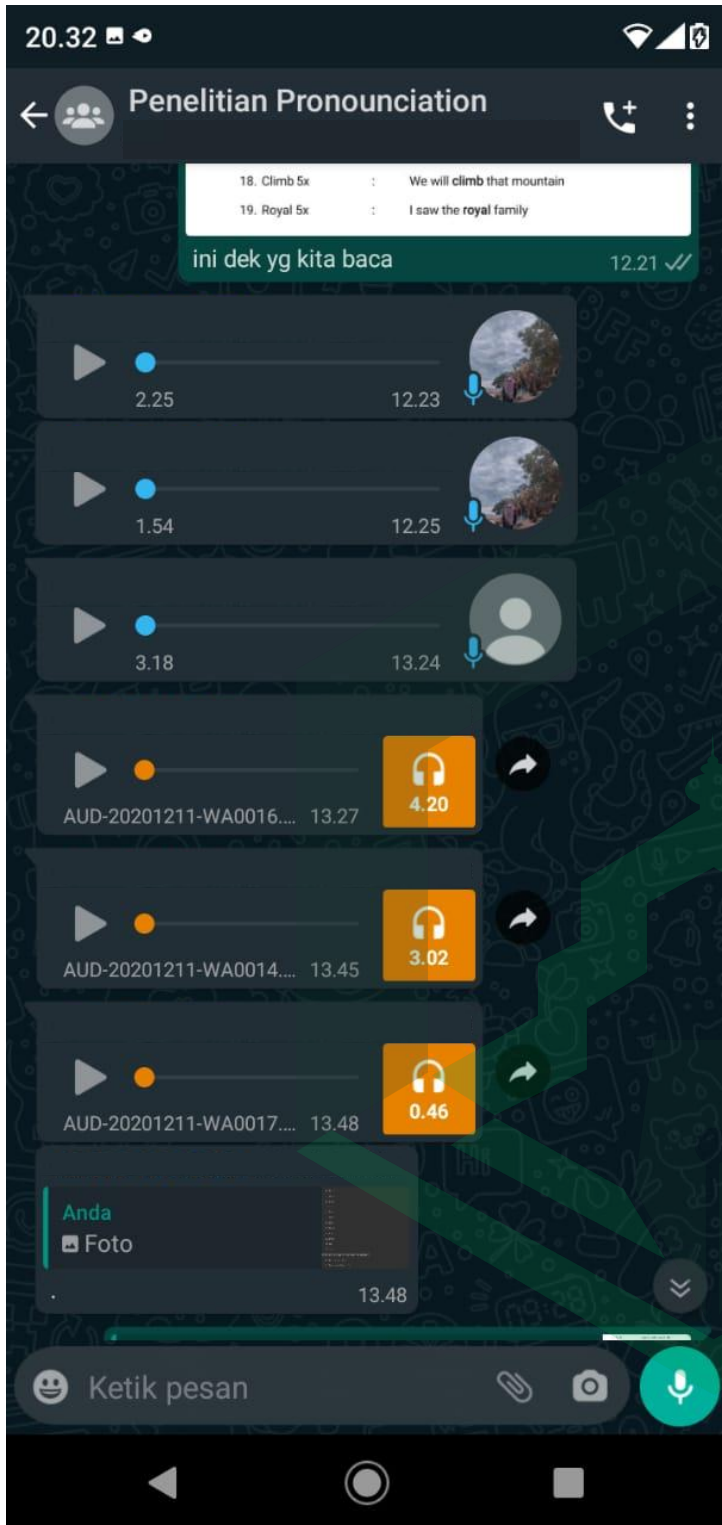 20.32
Penelitian Pronounciation
18. Climb 5x : We will climb that mountain
19. Royal 5x : I saw the royal family
ini dek yg kita baca 12.21
2.25 12.23
1.54 12.25
3.18 13.24
4.20
AUD-20201211-WA0016.... 13.27
3.02
AUD-20201211-WA0014.... 13.45
0.46
AUD-20201211-WA0017.... 13.48
Anda
Foto
. 13.48
Ketik pesan